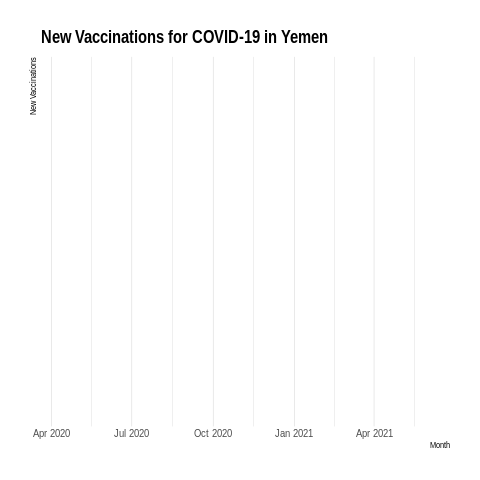 New Vaccinations for COVID-19 in Yemen
New Vaccinations
Apr 2020 Jul 2020 Oct 2020 Jan 2021 Apr 2021
Month